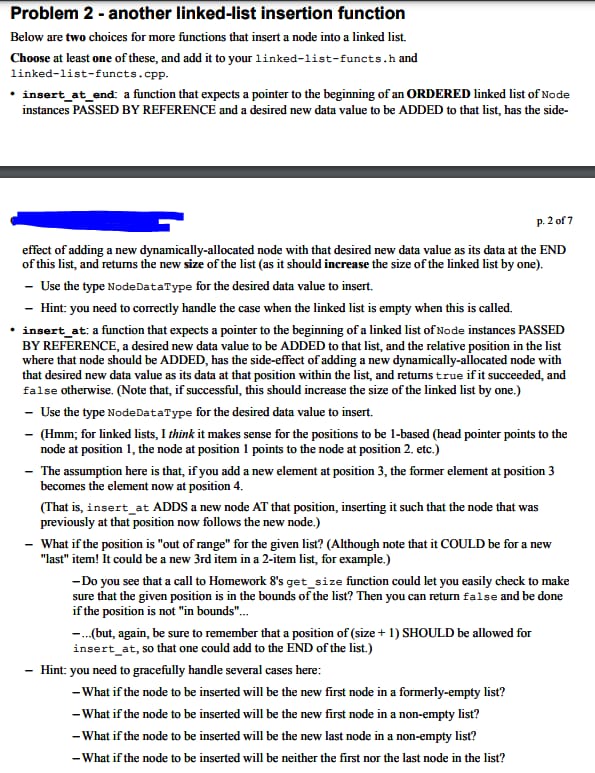 Problem 2 - another linked-list insertion function
Below are two choices for more functions that insert a node into a linked list.
Choose at least one of these, and add it to your linked-list-functs.h and
linked-list-functs.cpp.
• insert_at_end: a function that expects a pointer to the beginning of an ORDERED linked list of Node
instances PASSED BY REFERENCE and a desired new data value to be ADDED to that list, has the side-
p. 2 of 7
effect of adding a new dynamically-allocated node with that desired new data value as its data at the END
of this list, and returns the new size of the list (as it should increase the size of the linked list by one).
– Use the type NodeDataType for the desired data value to insert.
– Hint: you need to correctly handle the case when the linked list is empty when this is called.
• insert_at: a function that expects a pointer to the beginning of a linked list of Node instances PASSED
BY REFERENCE, a desired new data value to be ADDED to that list, and the relative position in the list
where that node should be ADDED, has the side-effect of adding a new dynamically-allocated node with
that desired new data value as its data at that position within the list, and returns true if it succeeded, and
false otherwise. (Note that, if successful, this should increase the size of the linked list by one.)
– Use the type NodeDataType for the desired data value to insert.
– (Hmm; for linked lists, I think it makes sense for the positions to be 1-based (head pointer points to the
node at position 1, the node at position 1 points to the node at position 2. etc.)
– The assumption here is that, if you add a new element at position 3, the former element at position 3
becomes the element now at position 4.
(That is, insert_at ADDS a new node AT that position, inserting it such that the node that was
previously at that position now follows the new node.)
– What if the position is "out of range" for the given list? (Although note that it COULD be for a new
"last" item! It could be a new 3rd item in a 2-item list, for example.)
– Do you see that a call to Homework 8's get_size function could let you easily check to make
sure that the given position is in the bounds of the list? Then you can return false and be done
if the position is not "in bounds"...
– ...(but, again, be sure to remember that a position of (size + 1) SHOULD be allowed for
insert_at, so that one could add to the END of the list.)
– Hint: you need to gracefully handle several cases here:
– What if the node to be inserted will be the new first node in a formerly-empty list?
– What if the node to be inserted will be the new first node in a non-empty list?
– What if the node to be inserted will be the new last node in a non-empty list?
– What if the node to be inserted will be neither the first nor the last node in the list?